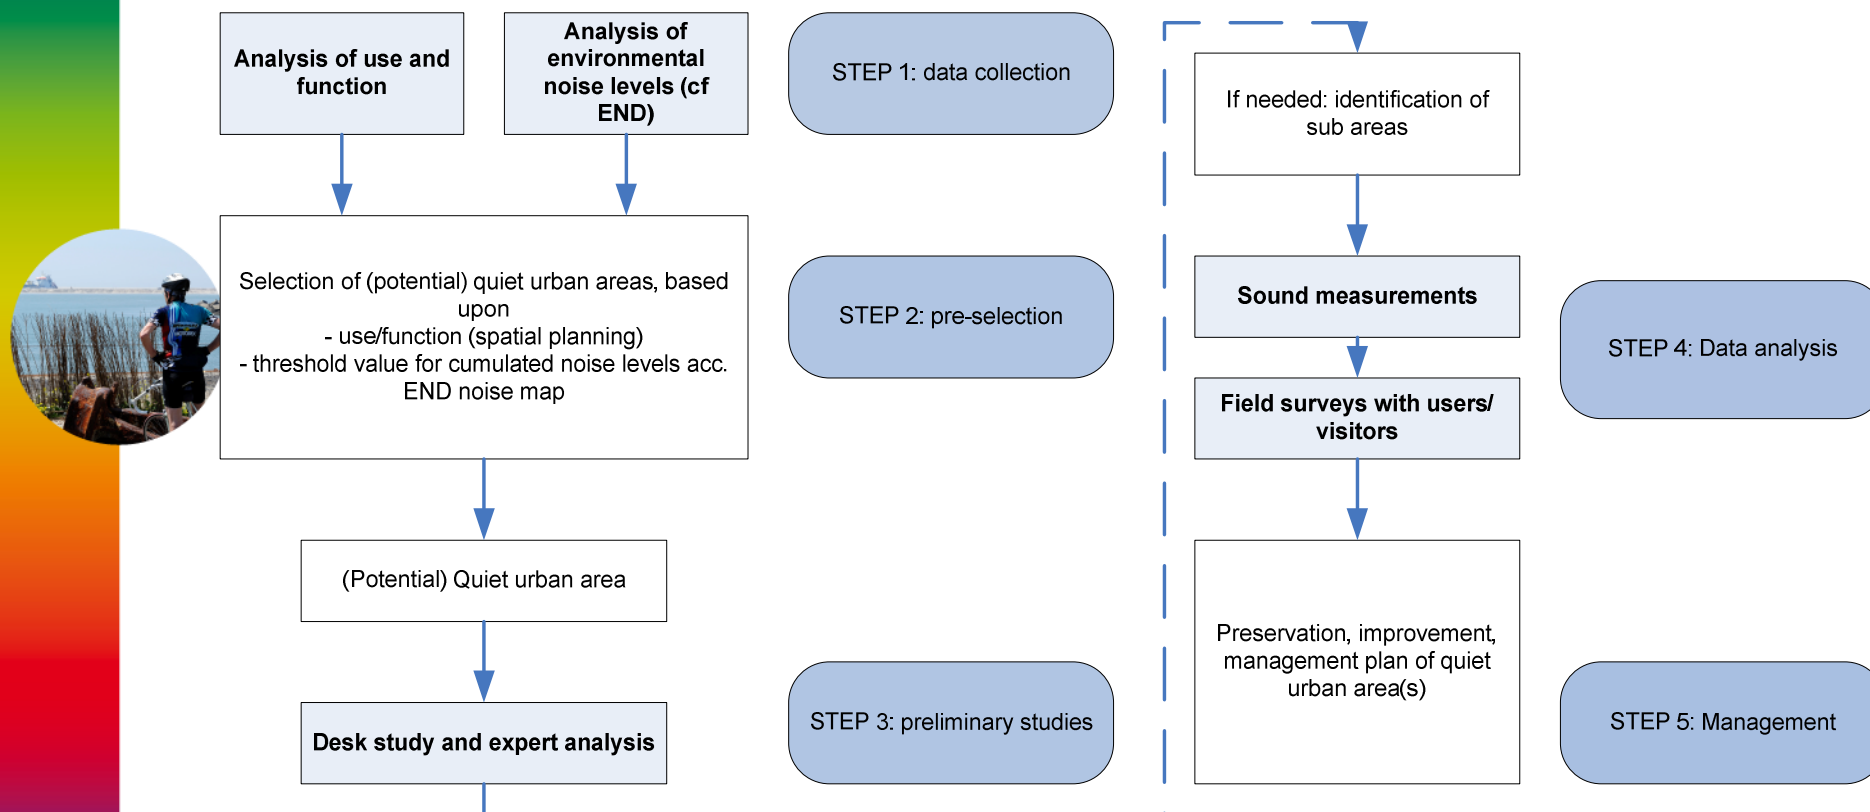 Analysis of use and
function
Analysis of
environmental
noise levels (cf
END)
STEP 1: data collection
Selection of (potential) quiet urban areas, based
upon
- use/function (spatial planning)
- threshold value for cumulated noise levels acc.
END noise map
STEP 2: pre-selection
(Potential) Quiet urban area
Desk study and expert analysis
STEP 3: preliminary studies
If needed: identification of
sub areas
Sound measurements
Field surveys with users/
visitors
STEP 4: Data analysis
Preservation, improvement,
management plan of quiet
urban area(s)
STEP 5: Management